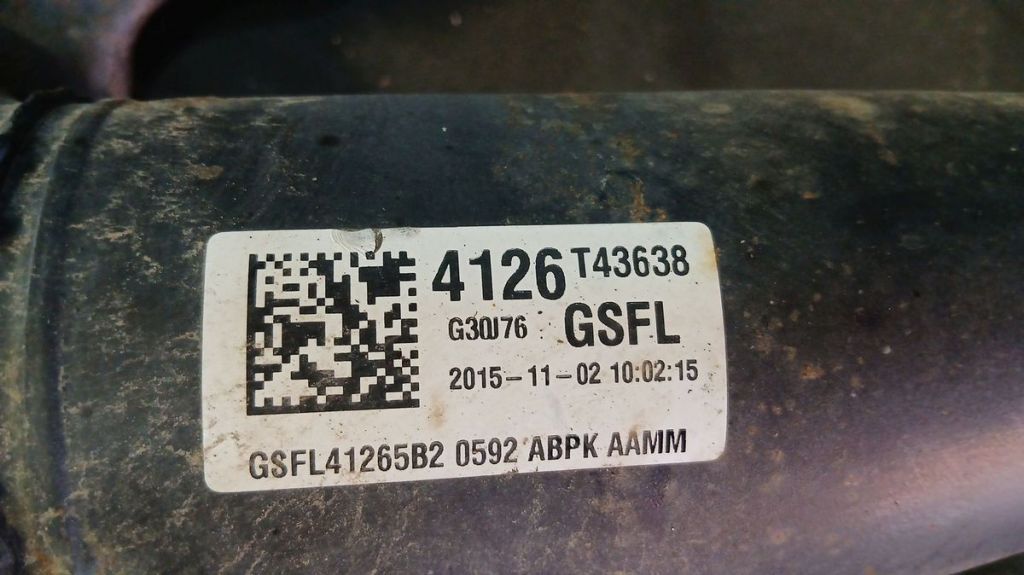 4126 T43638
G30J76 GSFL
2015-11-02 10:02:15
GSFL41265B2 0592 ABPK AAMM